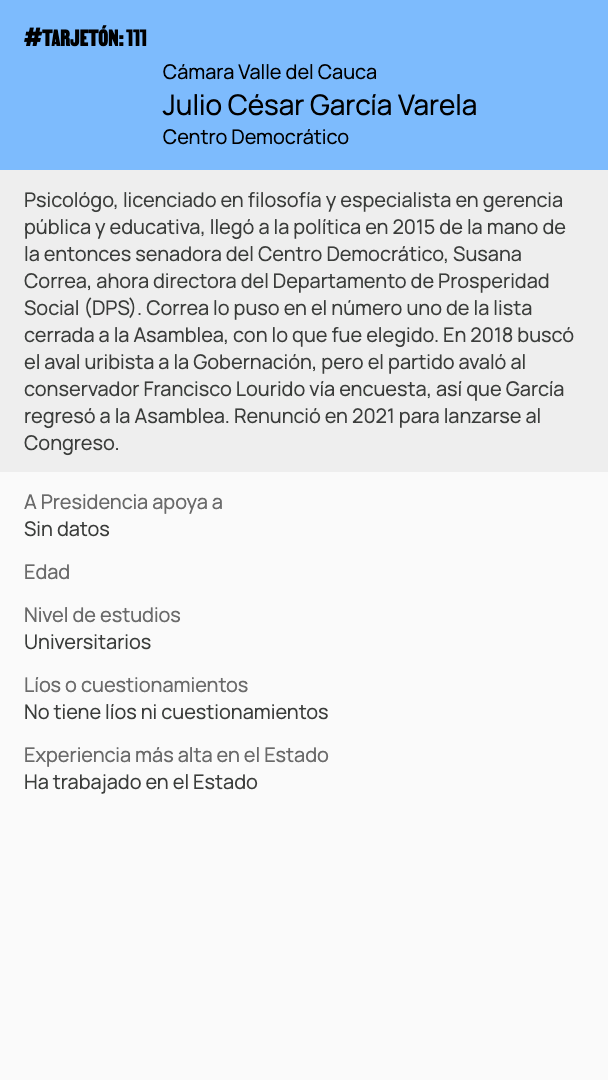 #TARJETÓN: 111
Cámara Valle del Cauca
Julio César García Varela
Centro Democrático
Psicológo, licenciado en filosofía y especialista en gerencia
pública y educativa, llegó a la política en 2015 de la mano de
la entonces senadora del Centro Democrático, Susana
Correa, ahora directora del Departamento de Prosperidad
Social (DPS). Correa lo puso en el número uno de la lista
cerrada a la Asamblea, con lo que fue elegido. En 2018 buscó
el aval uribista a la Gobernación, pero el partido avaló al
conservador Francisco Lourido vía encuesta, así que García
regresó a la Asamblea. Renunció en 2021 para lanzarse al
Congreso.
A Presidencia apoya a
Sin datos
Edad
Nivel de estudios
Universitarios
Líos o cuestionamientos
No tiene líos ni cuestionamientos
Experiencia más alta en el Estado
Ha trabajado en el Estado